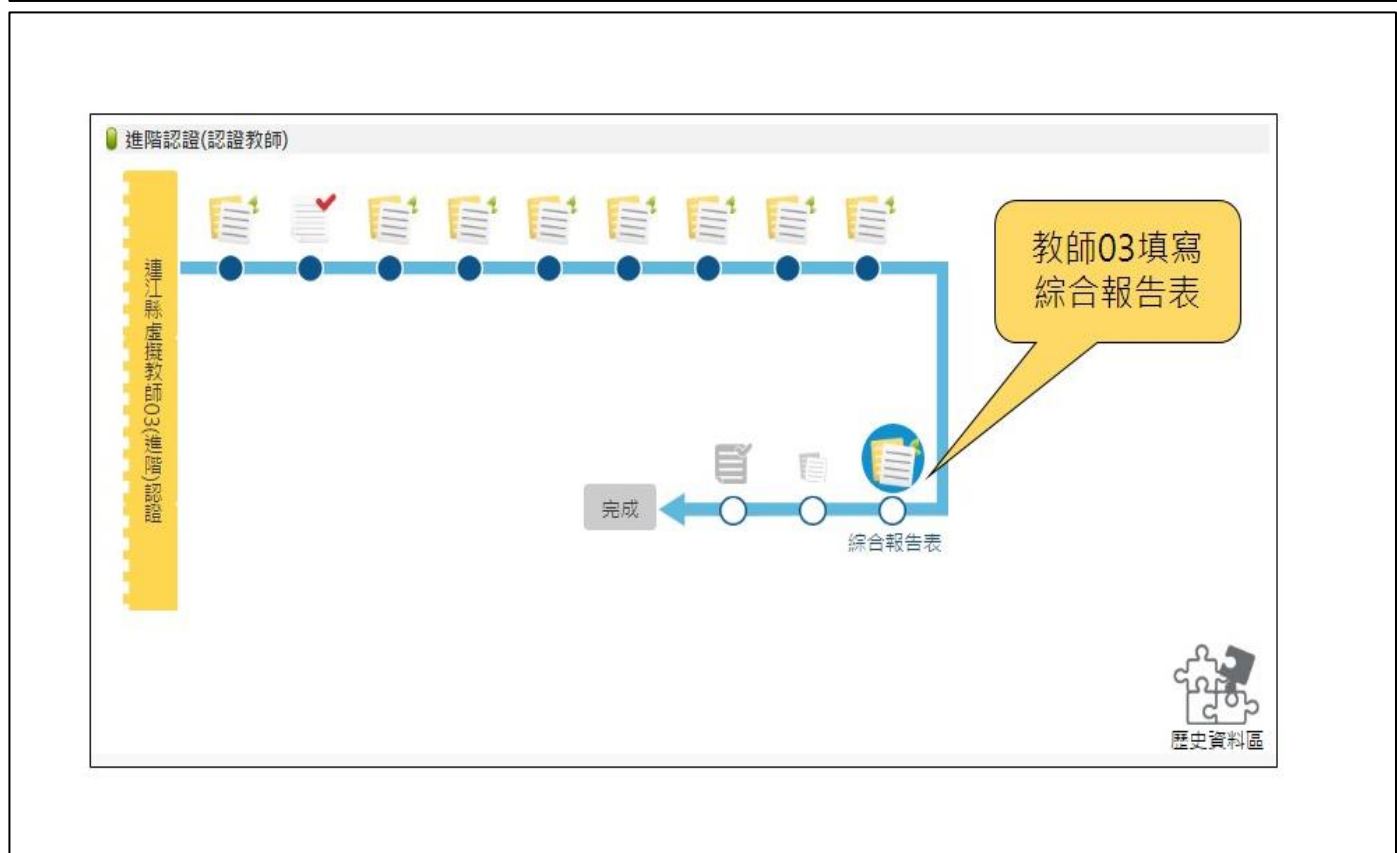 進階認證(認證教師)
連江縣虛擬教師03(進階)認證
教師03填寫
綜合報告表
完成
綜合報告表
歷史資料區